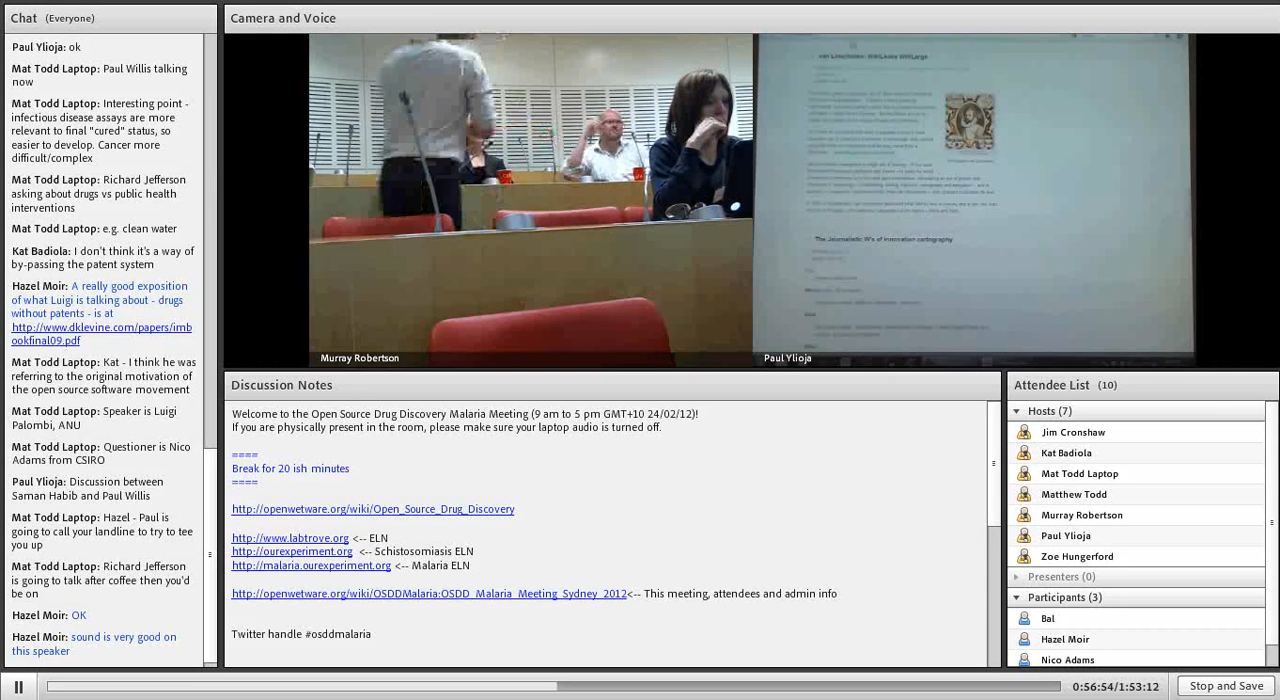 Chat (Everyone)
Paul Ylioja: ok
Mat Todd Laptop: Paul Willis talking
now
Mat Todd Laptop: Interesting point -
infectious disease assays are more
relevant to final "cured" status, so
easier to develop. Cancer more
difficult/complex
Mat Todd Laptop: Richard Jefferson
asking about drugs vs public health
interventions
Mat Todd Laptop: e.g. clean water
Kat Badiola: I don't think it's a way of
by-passing the patent system
Hazel Moir: A really good exposition
of what Luigi is talking about - drugs
without patents - is at
http://www.dklevine.com/papers/imb
ookfinal09.pdf
Mat Todd Laptop: Kat - I think he was
referring to the original motivation of
the open source software movement
Mat Todd Laptop: Speaker is Luigi
Palombi, ANU
Mat Todd Laptop: Questioner is Nico
Adams from CSIRO
Paul Ylioja: Discussion between
Saman Habib and Paul Willis
Mat Todd Laptop: Hazel - Paul is
going to call your landline to try to tee
you up
Mat Todd Laptop: Richard Jefferson
is going to talk after coffee then you'd
be on
Hazel Moir: OK
Hazel Moir: sound is very good on
this speaker
Camera and Voice
The Journalistic W's of innovation cartography
Murray Robertson
Paul Ylioja
Discussion Notes
Welcome to the Open Source Drug Discovery Malaria Meeting (9 am to 5 pm GMT+10 24/02/12)!
If you are physically present in the room, please make sure your laptop audio is turned off.
====
Break for 20 ish minutes
====
http://openwetware.org/wiki/Open_Source_Drug_Discovery
http://www.labtrove.org <-- ELN
http://ourexperiment.org <-- Schistosomiasis ELN
http://malaria.ourexperiment.org <-- Malaria ELN
http://openwetware.org/wiki/OSDDMalaria:OSDD_Malaria_Meeting_Sydney_2012<-- This meeting, attendees and admin info
Twitter handle #osddmalaria
Attendee List (10)
Hosts (7)
Jim Cronshaw
Kat Badiola
Mat Todd Laptop
Matthew Todd
Murray Robertson
Paul Ylioja
Zoe Hungerford
Presenters (0)
Participants (3)
Bal
Hazel Moir
Nico Adams
0:56:54/1:53:12
Stop and Save